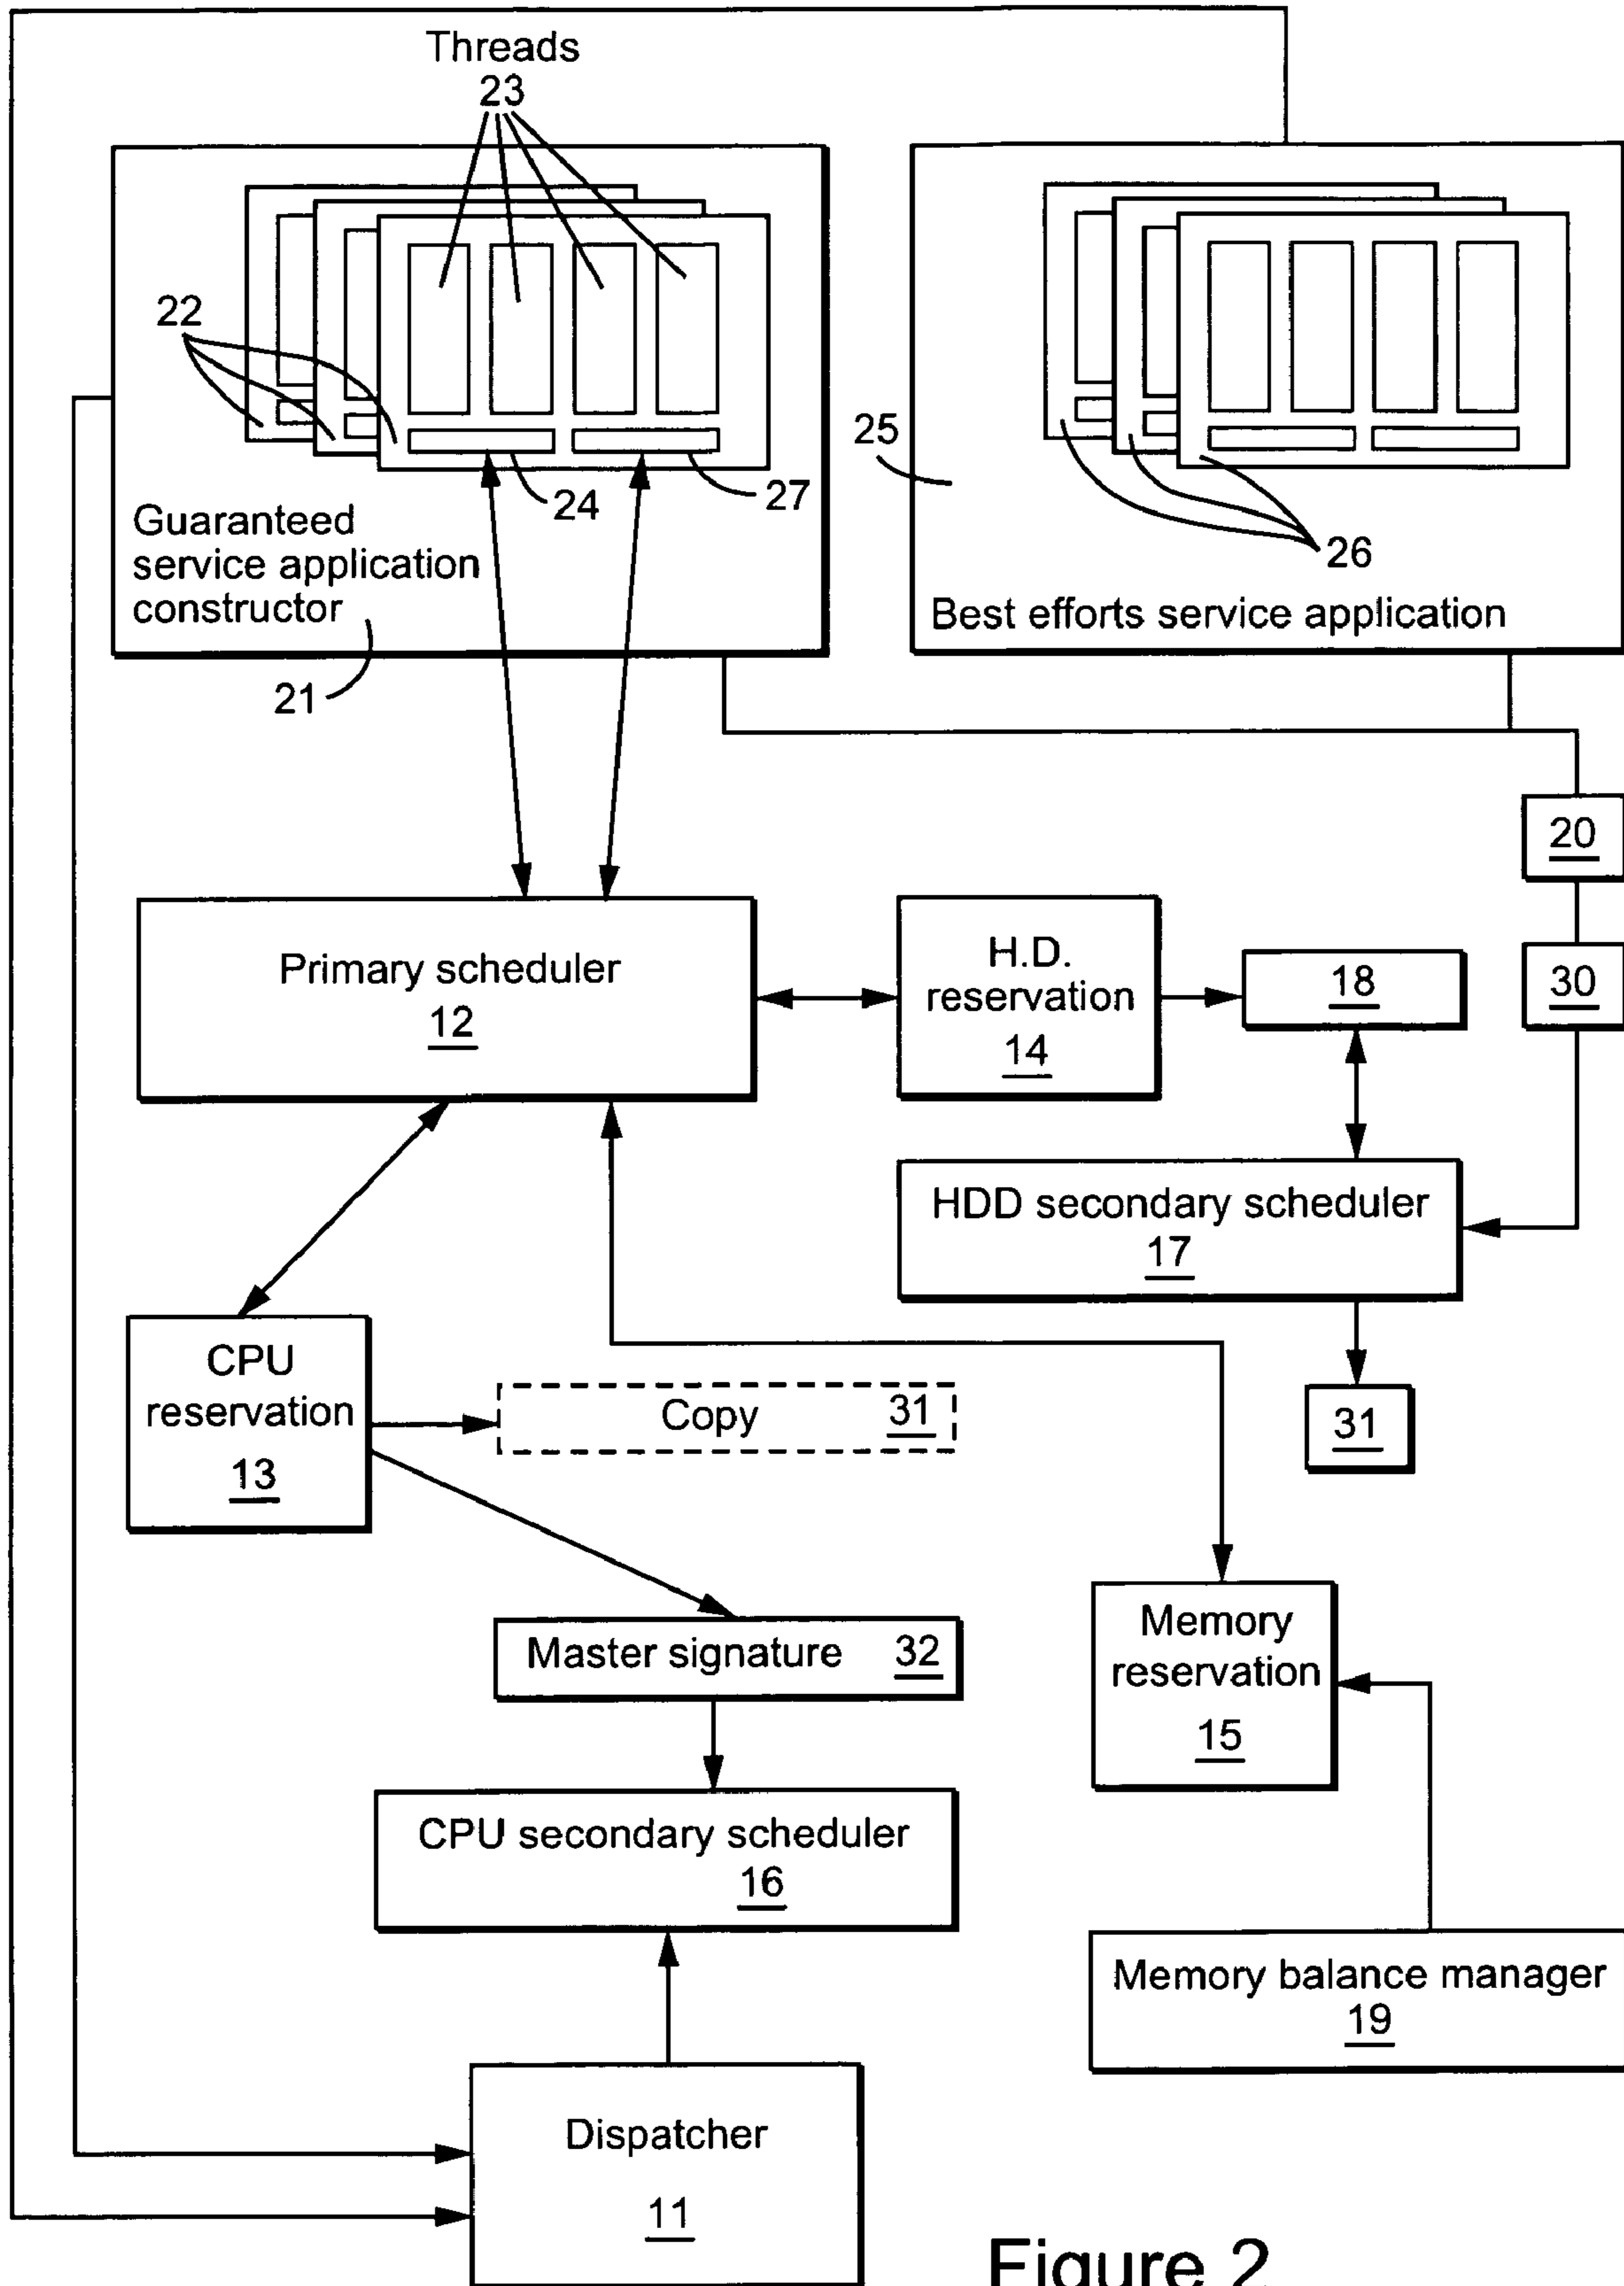 Threads
23
22
24
27
Guaranteed
service application
constructor
21
25
26
Best efforts service application
20
30
Primary scheduler
12
H.D.
reservation
14
18
HDD secondary scheduler
17
31
CPU
reservation
13
Copy 31
Master signature 32
Memory
reservation
15
CPU secondary scheduler
16
Memory balance manager
19
Dispatcher
11
Figure 2